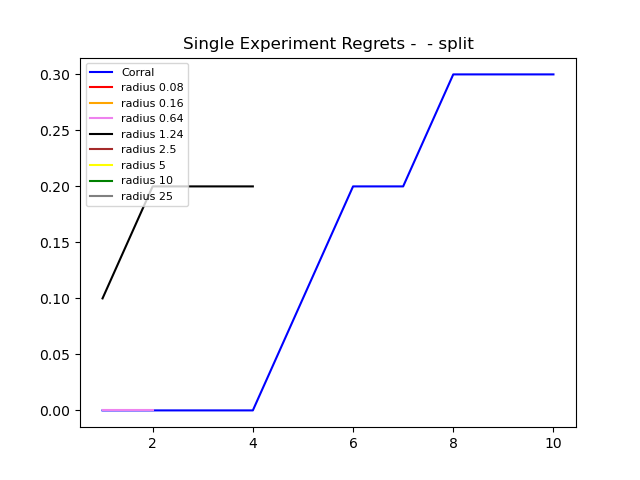 Single Experiment Regrets -  - split
0.30
0.25
0.20
0.15
0.10
0.05
0.00
Corral
radius 0.08
radius 0.16
radius 0.64
radius 1.24
radius 2.5
radius 5
radius 10
radius 25
2 4 6 8 10